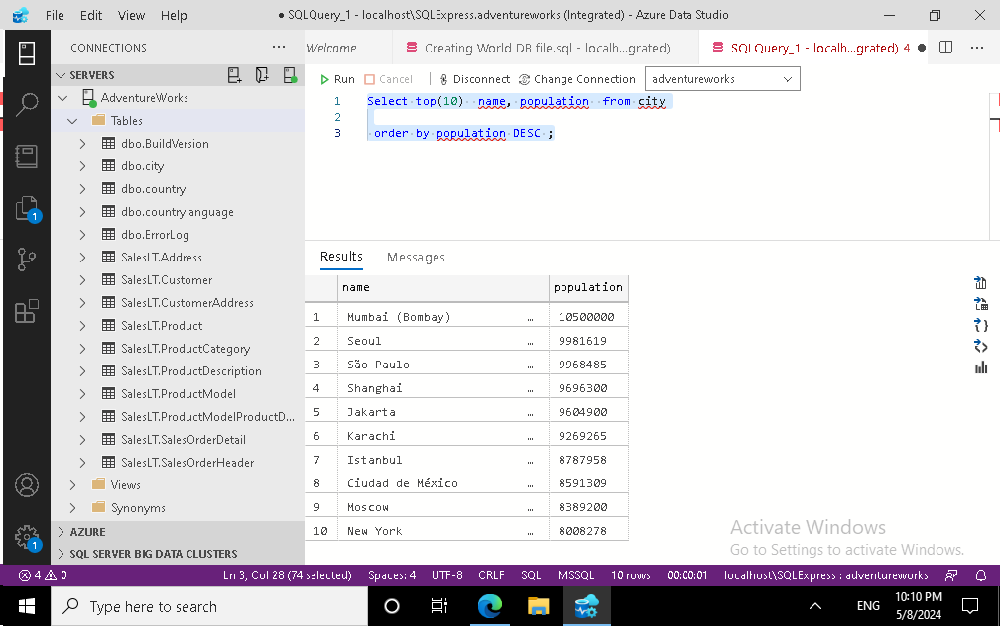 File Edit View Help ● SQLQuery_1 - localhost\SQLExpress.adventureworks (Integrated) - Azure Data Studio
CONNECTIONS ...
Welcome
Creating World DB file.sql - localh...grated)
SQLQuery_1 - localh...grated) 4 ●
SERVERS
AdventureWorks
Tables
dbo.BuildVersion
dbo.city
dbo.country
dbo.countrylanguage
dbo.ErrorLog
SalesLT.Address
SalesLT.Customer
SalesLT.CustomerAddress
SalesLT.Product
SalesLT.ProductCategory
SalesLT.ProductDescription
SalesLT.ProductModel
SalesLT.ProductModelProductD...
SalesLT.SalesOrderDetail
SalesLT.SalesOrderHeader
Views
Synonyms
AZURE
SQL SERVER BIG DATA CLUSTERS
1
1
Run Cancel Disconnect Change Connection adventureworks
1 Select top(10) name, population from city
2
3 order by population DESC ;
Results Messages
name population
1 Mumbai (Bombay) … 10500000
2 Seoul … 9981619
3 São Paulo … 9968485
4 Shanghai … 9696300
5 Jakarta … 9604900
6 Karachi … 9269265
7 Istanbul … 8787958
8 Ciudad de México … 8591309
9 Moscow … 8389200
10 New York … 8008278
Activate Windows
Go to Settings to activate Windows.
4 0 Ln 3, Col 28 (74 selected) Spaces: 4 UTF-8 CRLF SQL MSSQL 10 rows 00:00:01 localhost\SQLExpress : adventureworks
Type here to search
ENG
10:10 PM
5/8/2024